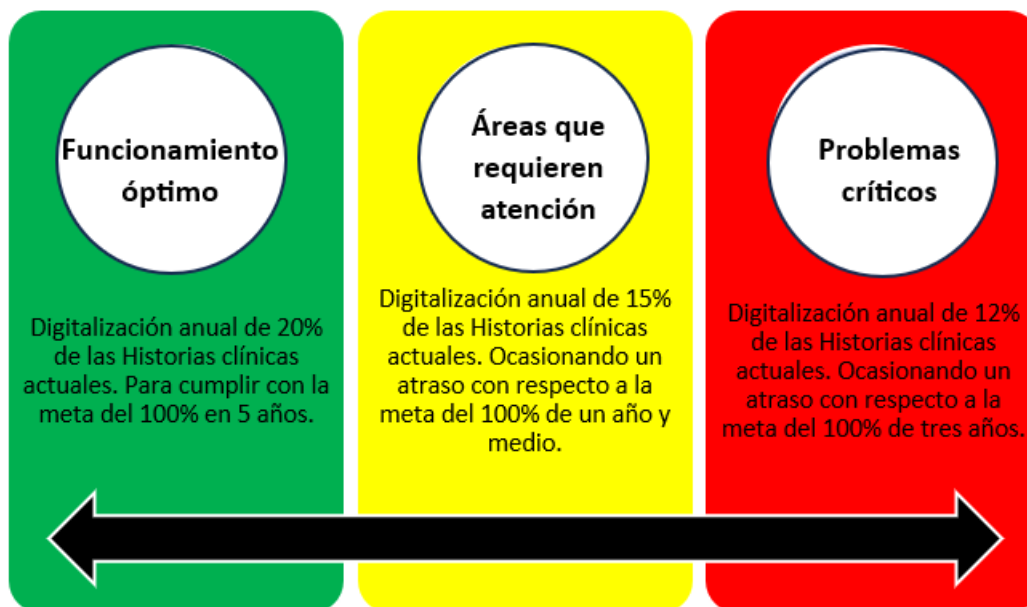 Funcionamiento
óptimo
Digitalización anual de 20%
de las Historias clínicas
actuales. Para cumplir con la
meta del 100% en 5 años.
Áreas que
requieren
atención
Digitalización anual de 15%
de las Historias clínicas
actuales. Ocasionando un
atraso con respecto a la
meta del 100% de un año y
medio.
Problemas
críticos
Digitalización anual de 12%
de las Historias clínicas
actuales. Ocasionando un
atraso con respecto a la
meta del 100% de tres años.